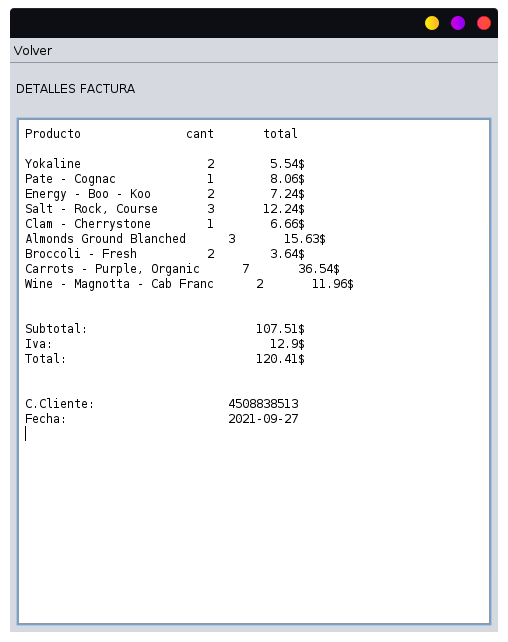 Volver
DETALLES FACTURA
Producto cant total
Yokaline 2 5.54$
Pate - Cognac 1 8.06$
Energy - Boo - Koo 2 7.24$
Salt - Rock, Course 3 12.24$
Clam - Cherrystone 1 6.66$
Almonds Ground Blanched 3 15.63$
Broccoli - Fresh 2 3.64$
Carrots - Purple, Organic 7 36.54$
Wine - Magnotta - Cab Franc 2 11.96$
Subtotal: 107.51$
Iva: 12.9$
Total: 120.41$
C.Cliente: 4508838513
Fecha: 2021-09-27